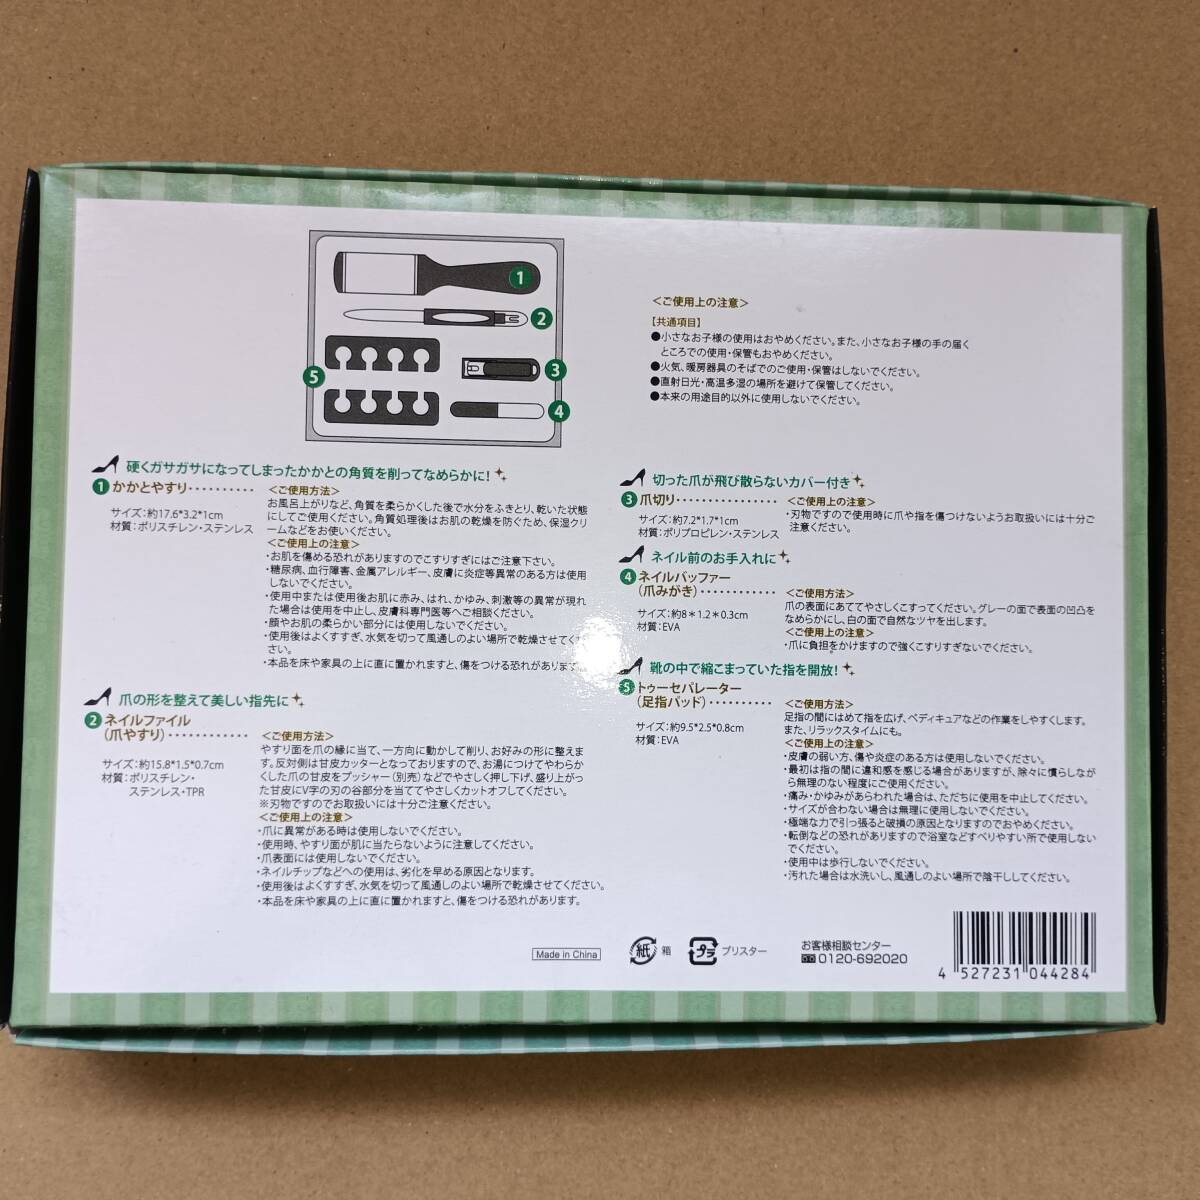 1
2
3
4
5
<ご使用上の注意>
【共通項目】
●小さなお子様の使用はおやめください。また、小さなお子様の手の届く
ところでの使用・保管もおやめください。
●火気、暖房器具のそばでのご使用・保管はしないでください。
●直射日光・高温多湿の場所を避けて保管してください。
●本来の用途目的以外に使用しないでください。
硬くガサガサになってしまったかかとの角質を削ってなめらかに!
1 かかとやすり・・・・・・・・・・
サイズ:約17.6*3.2*1cm
材質:ポリスチレン・ステンレス
<ご使用方法>
お風呂上がりなど、角質を柔らかくした後で水分をふきとり、乾いた状態
にしてご使用ください。角質処理後はお肌の乾燥を防ぐため、保湿クリ
ームなどをお使いください。
<ご使用上の注意>
・お肌を傷める恐れがありますのでこすりすぎにはご注意下さい。
・糖尿病、血行障害、金属アレルギー、皮膚に炎症等異常のある方は使用
しないでください。
・使用中または使用後お肌に赤み、はれ、かゆみ、刺激等の異常が現れ
た場合は使用を中止し、皮膚科専門医等へご相談ください。
・顔やお肌の柔らかい部分には使用しないでください。
・使用後はよくすすぎ、水気を切って風通しのよい場所で乾燥させてくだ
さい。
・本品を床や家具の上に直に置かれますと、傷をつける恐れがあります。
爪の形を整えて美しい指先に
2 ネイルファイル
(爪やすり)・・・・・・・・・・・・
サイズ:約15.8*1.5*0.7cm
材質:ポリスチレン・
ステンレス・TPR
<ご使用方法>
やすり面を爪の縁に当て、一方向に動かして削り、お好みの形に整えま
す。反対側は甘皮カッターとなっておりますので、お湯につけてやわらか
くした爪の甘皮をプッシャー(別売)などでやさしく押し下げ、盛り上がっ
た甘皮にV字の刃の谷部分を当ててやさしくカットオフしてください。
※刃物ですのでお取扱いには十分ご注意ください。
<ご使用上の注意>
・爪に異常がある時は使用しないでください。
・使用時、やすり面が肌に当たらないように注意してください。
・爪表面には使用しないでください。
・ネイルチップなどへの使用は、劣化を早める原因となります。
・使用後はよくすすぎ、水気を切って風通しのよい場所で乾燥させてください。
・本品を床や家具の上に直に置かれますと、傷をつける恐れがあります。
切った爪が飛び散らないカバー付き
3 爪切り・・・・・・・・・・・・・・・
サイズ:約7.2*1.7*1cm
材質:ポリプロピレン・ステンレス
<ご使用上の注意>
・刃物ですので使用時に爪や指を傷つけないようお取扱いには十分ご
注意ください。
ネイル前のお手入れに
4 ネイルバッファー
(爪みがき)・・・・・・・・・・・・
サイズ:約8*1.2*0.3cm
材質:EVA
<ご使用方法>
爪の表面にあててやさしくこすってください。グレーの面で表面の凹凸を
なめらかにし、白の面で自然なツヤを出します。
<ご使用上の注意>
・爪に負担をかけますので強くこすりすぎないでください。
靴の中で縮こまっていた指を開放!
5 トゥーセパレーター
(足指パッド)・・・・・・・・・・
サイズ:約9.5*2.5*0.8cm
材質:EVA
<ご使用方法>
足指の間にはめて指を広げ、ペディキュアなどの作業をしやすくします。
また、リラックスタイムにも。
<ご使用上の注意>
・皮膚の弱い方、傷や炎症のある方は使用しないでください。
・最初は指の間に違和感を感じる場合がありますが、徐々に慣らしなが
ら無理のない程度にご使用ください。
・痛み・かゆみがあらわれた場合は、ただちに使用を中止してください。
・サイズが合わない場合は無理に使用しないでください。
・極端な力で引っ張ると破損の原因となりますのでおやめください。
・転倒などの恐れがありますので浴室などすべりやすい所で使用しない
でください。
・使用中は歩行しないでください。
・汚れた場合は水洗いし、風通しのよい場所で陰干ししてください。
Made in China
紙 箱
プラ ブリスター
お客様相談センター
0120-692020
4 527231 044284